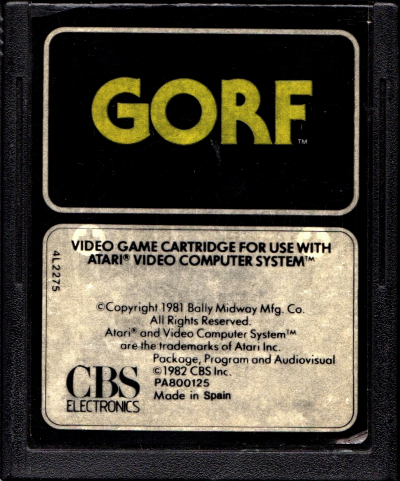 GORF™
VIDEO GAME CARTRIDGE FOR USE WITH
ATARI® VIDEO COMPUTER SYSTEM™
4L2275
©Copyright 1981 Bally Midway Mfg. Co.
All Rights Reserved.
Atari® and Video Computer System™
are the trademarks of Atari Inc.
Package, Program and Audiovisual
©1982 CBS Inc.
PA800125
Made in Spain
CBS
ELECTRONICS